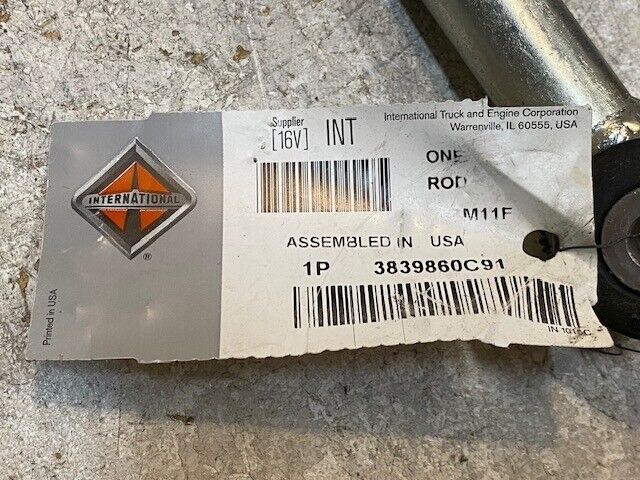 INTERNATIONAL
®
Printed in USA
Supplier
[16V] INT
International Truck and Engine Corporation
Warrenville, IL 60555, USA
ONE
ROD
M11F
ASSEMBLED IN USA
1P 3839860C91